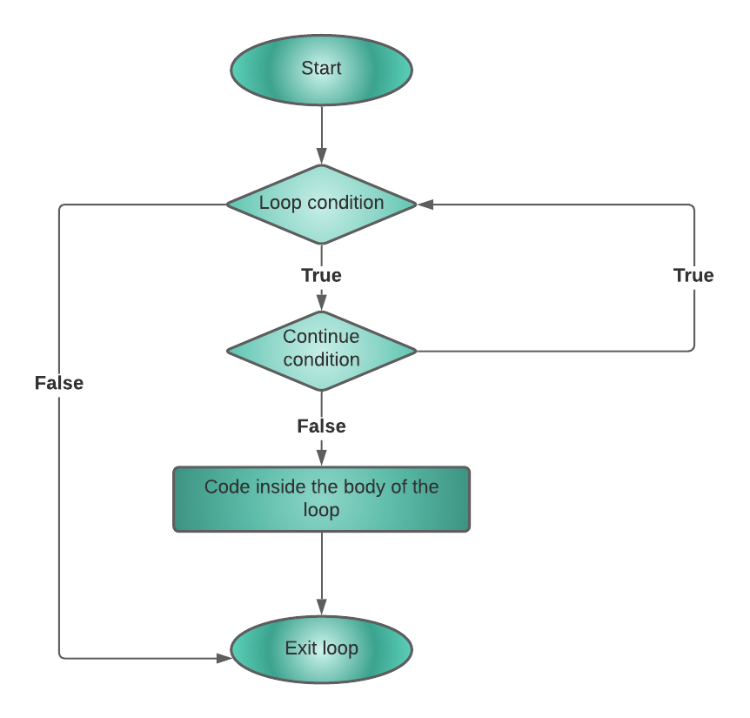 Start
Loop condition
True
True
Continue
condition
False
False
Code inside the body of the
loop
Exit loop